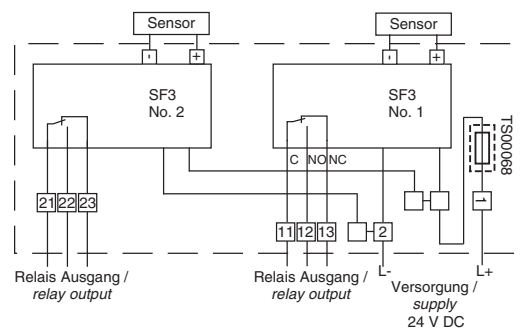 Sensor
Sensor
- +
- +
SF3
No. 2
SF3
No. 1
TS00068
C NO NC
21 22 23
1
11 12 13
2
L-
L+
Relais Ausgang /
relay output
Relais Ausgang /
relay output
Versorgung /
supply
24 V DC